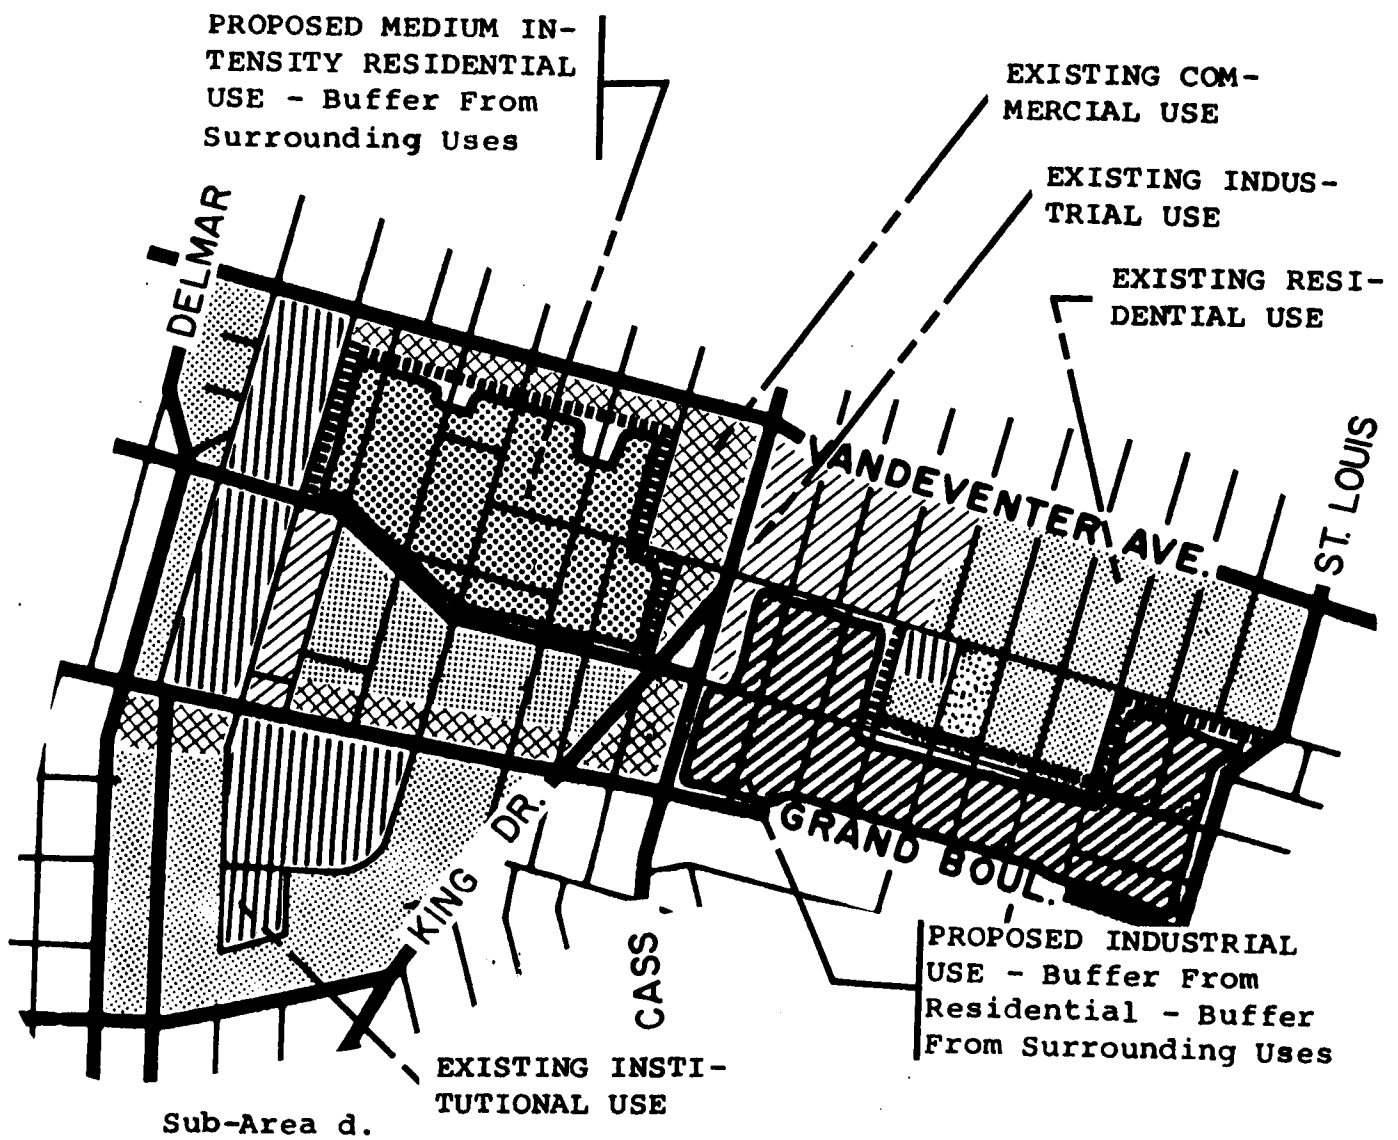 PROPOSED MEDIUM IN-
TENSITY RESIDENTIAL
USE - Buffer From
Surrounding Uses
EXISTING COM-
MERCIAL USE
EXISTING INDUS-
TRIAL USE
EXISTING RESI-
DENTIAL USE
DELMAR
VANDEVENTER AVE.
ST. LOUIS
KING DR.
GRAND BOUL.
CASS
PROPOSED INDUSTRIAL
USE - Buffer From
Residential - Buffer
From Surrounding Uses
EXISTING INSTI-
TUTIONAL USE
Sub-Area d.